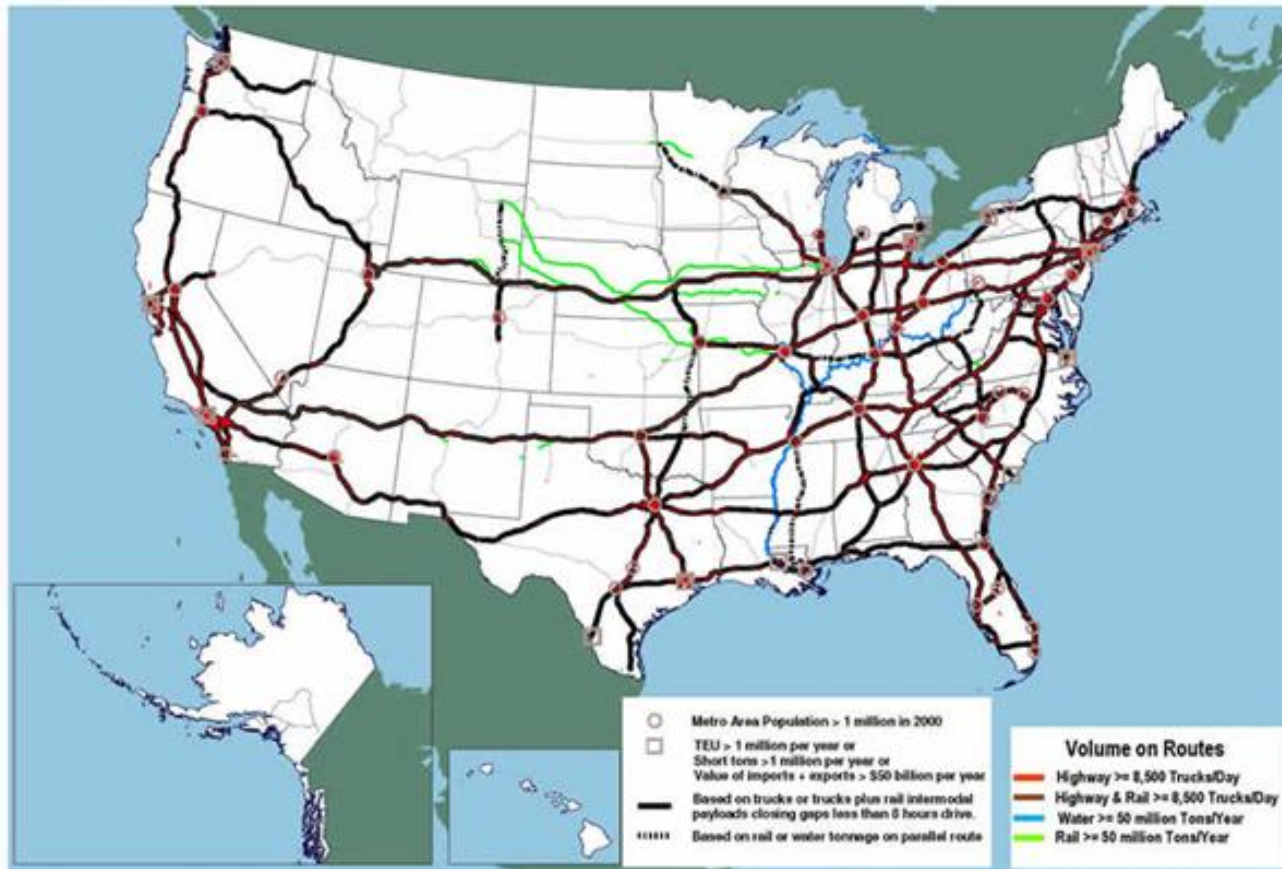 Metro Area Population > 1 million in 2000
TEU > 1 million per year or
Short tons >1 million per year or
Value of imports + exports > $50 billion per year
Based on trucks or trucks plus rail intermodal
payloads closing gaps less than 8 hours drive.
Based on rail or water tonnage on parallel route
Volume on Routes
Highway >= 8,500 Trucks/Day
Highway & Rail >= 8,500 Trucks/Day
Water >= 50 million Tons/Year
Rail >= 50 million Tons/Year